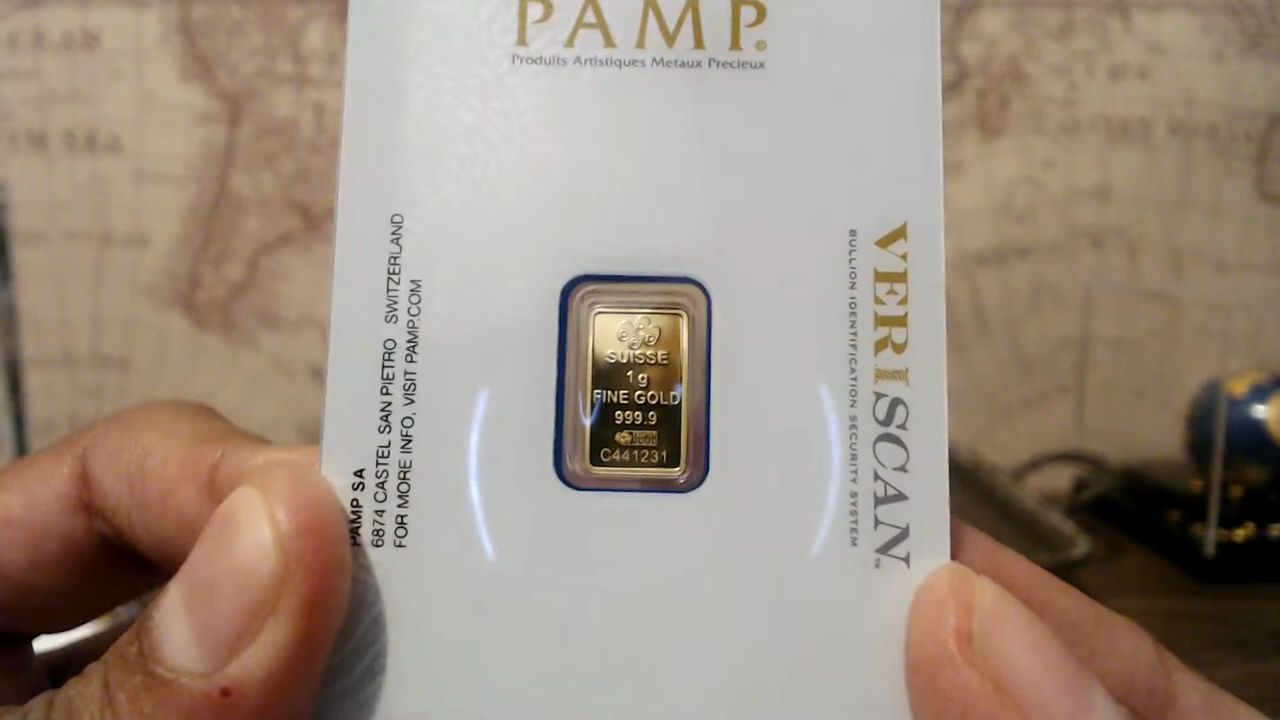 PAMP®
Produits Artistiques Metaux Precieux
PAMP SA
6874 CASTEL SAN PIETRO SWITZERLAND
FOR MORE INFO, VISIT PAMP.COM
SUISSE
1g
FINE GOLD
999.9
C441231
VERISCAN™
BULLION IDENTIFICATION SECURITY SYSTEM